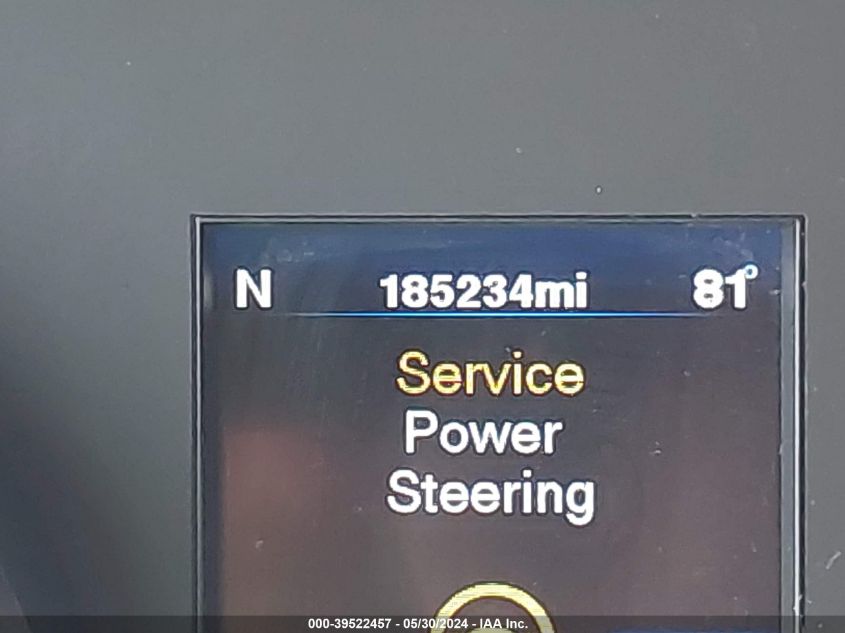 N 185234mi 81°
Service
Power
Steering
000-39522457 - 05/30/2024 - IAA Inc.